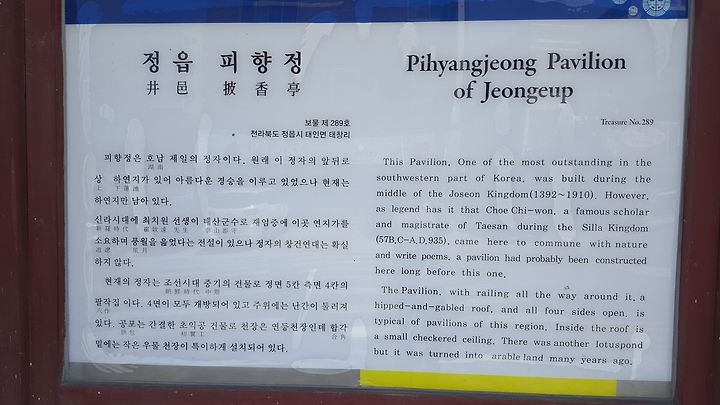 정읍 피향정
井邑 披香亭
보물 제 289호
전라북도 정읍시 태인면 태창리
피향정은 호남 제일의 정자이다. 원래 이 정자의 앞뒤로
湖南
상 하연지가 있어 아름다운 경승을 이루고 있었으나 현재는
上 下蓮池
하연지만 남아 있다.
신라시대에 최치원 선생이 태산군수로 재임중에 이곳 연지가를
新羅時代 崔致遠 先生 泰山郡守
소요하며 풍월을 읊었다는 전설이 있으나 정자의 창건연대는 확실
逍遙
하지 않다.
현재의 정자는 조선시대 중기의 건물로 정면 5칸 측면 4칸의
朝鮮時代 中期
팔작집 이다. 4면이 모두 개방되어 있고 주위에는 난간이 둘러져
八作
있다. 공포는 간결한 초익공 건물로 천장은 연등천장인데 합각
초翼工 合角
밑에는 작은 우물 천장이 특이하게 설치되어 있다.
Pihyangjeong Pavilion
of Jeongeup
Treasure No.289
This Pavilion, One of the most outstanding in the
southwestern part of Korea, was built during the
middle of the Joseon Kingdom(1392~1910). However,
as legend has it that Choe Chi-won, a famous scholar
and magistrate of Taesan during the Silla Kingdom
(57B.C-A.D.935), came here to commune with nature
and write poems, a pavilion had probably been constructed
here long before this one.
The Pavilion, with railing all the way around it, a
hipped-and-gabled roof, and all four sides open, is
typical of pavilions of this region. Inside the roof is
a small checkered ceiling. There was another lotuspond
but it was turned into arable land many years ago.